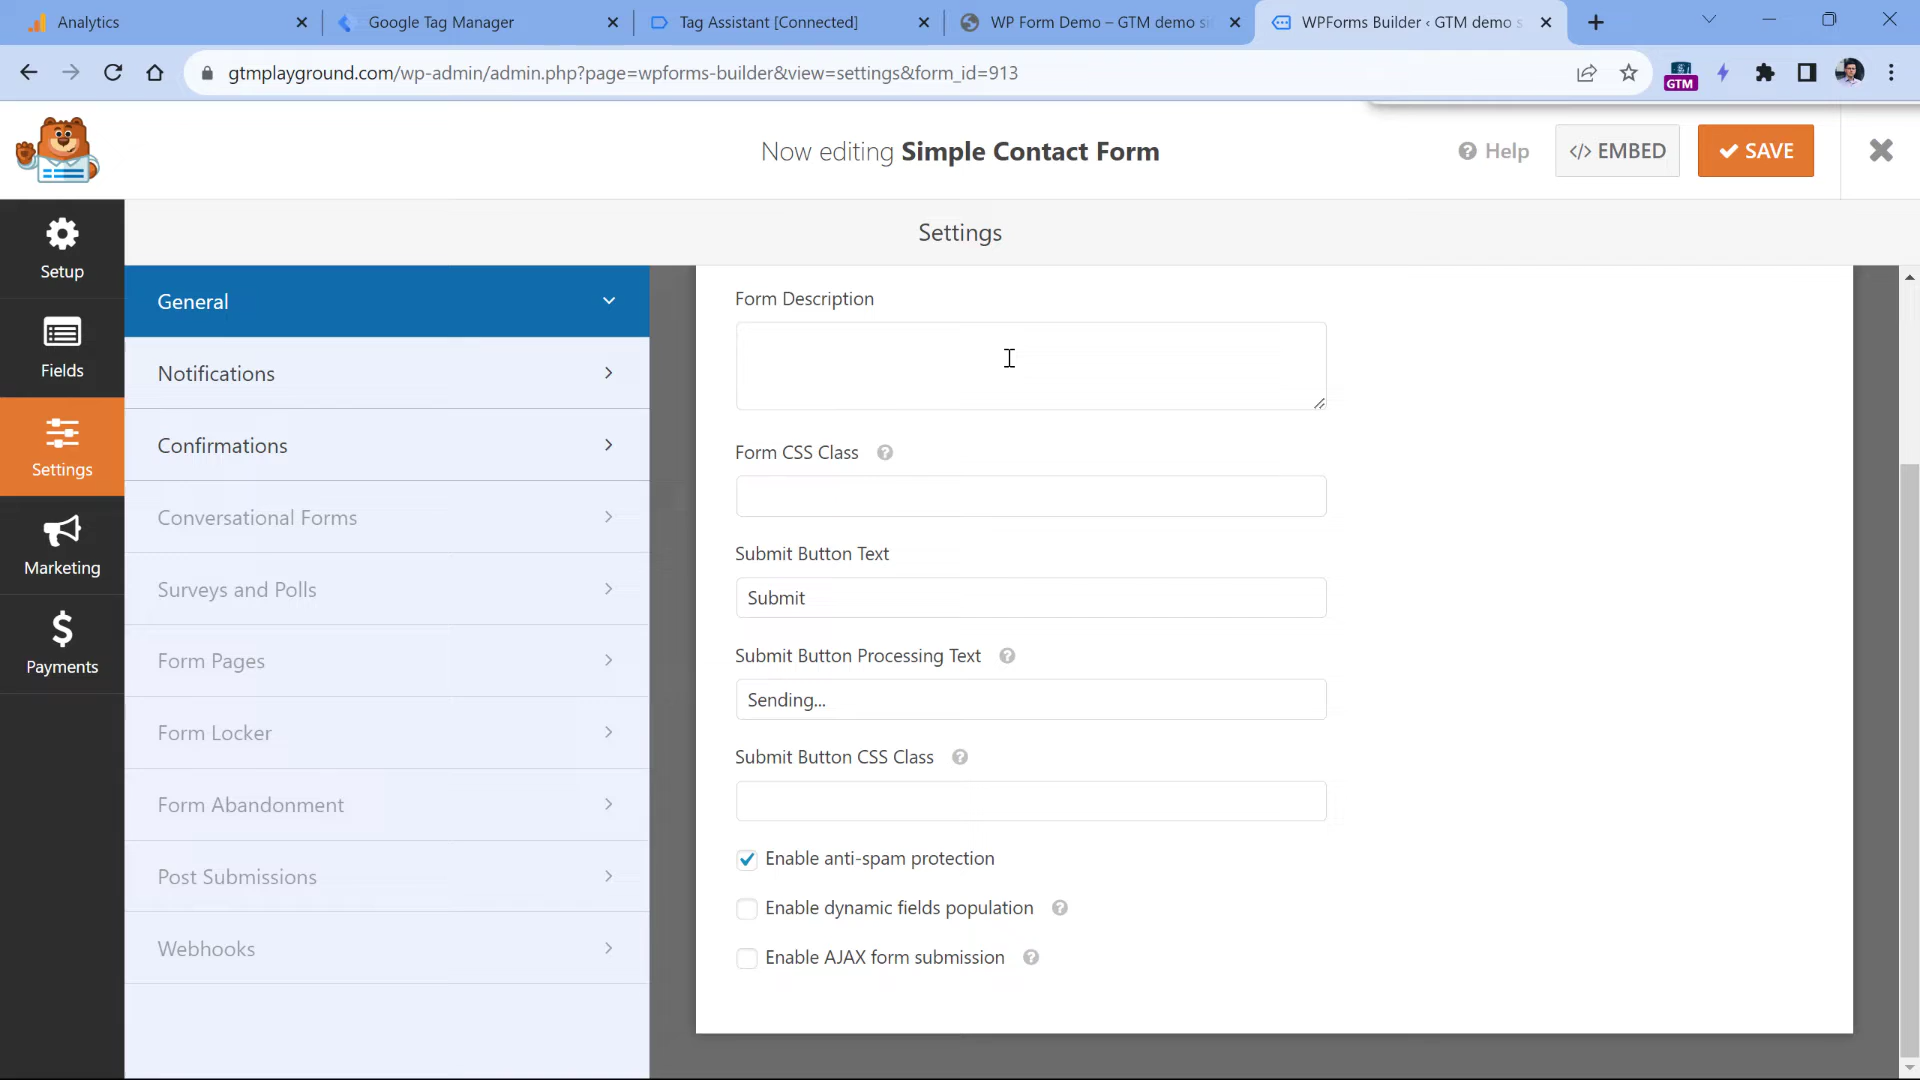 Analytics
Google Tag Manager
Tag Assistant [Connected]
WP Form Demo – GTM demo si
WPForms Builder ‹ GTM demo s
gtmplayground.com/wp-admin/admin.php?page=wpforms-builder&view=settings&form_id=913
GTM
Now editing Simple Contact Form
Help
</> EMBED
SAVE
Settings
Setup
Fields
Settings
Marketing
Payments
General
Notifications
Confirmations
Conversational Forms
Surveys and Polls
Form Pages
Form Locker
Form Abandonment
Post Submissions
Webhooks
Form Description
Form CSS Class
Submit Button Text
Submit
Submit Button Processing Text
Sending...
Submit Button CSS Class
Enable anti-spam protection
Enable dynamic fields population
Enable AJAX form submission